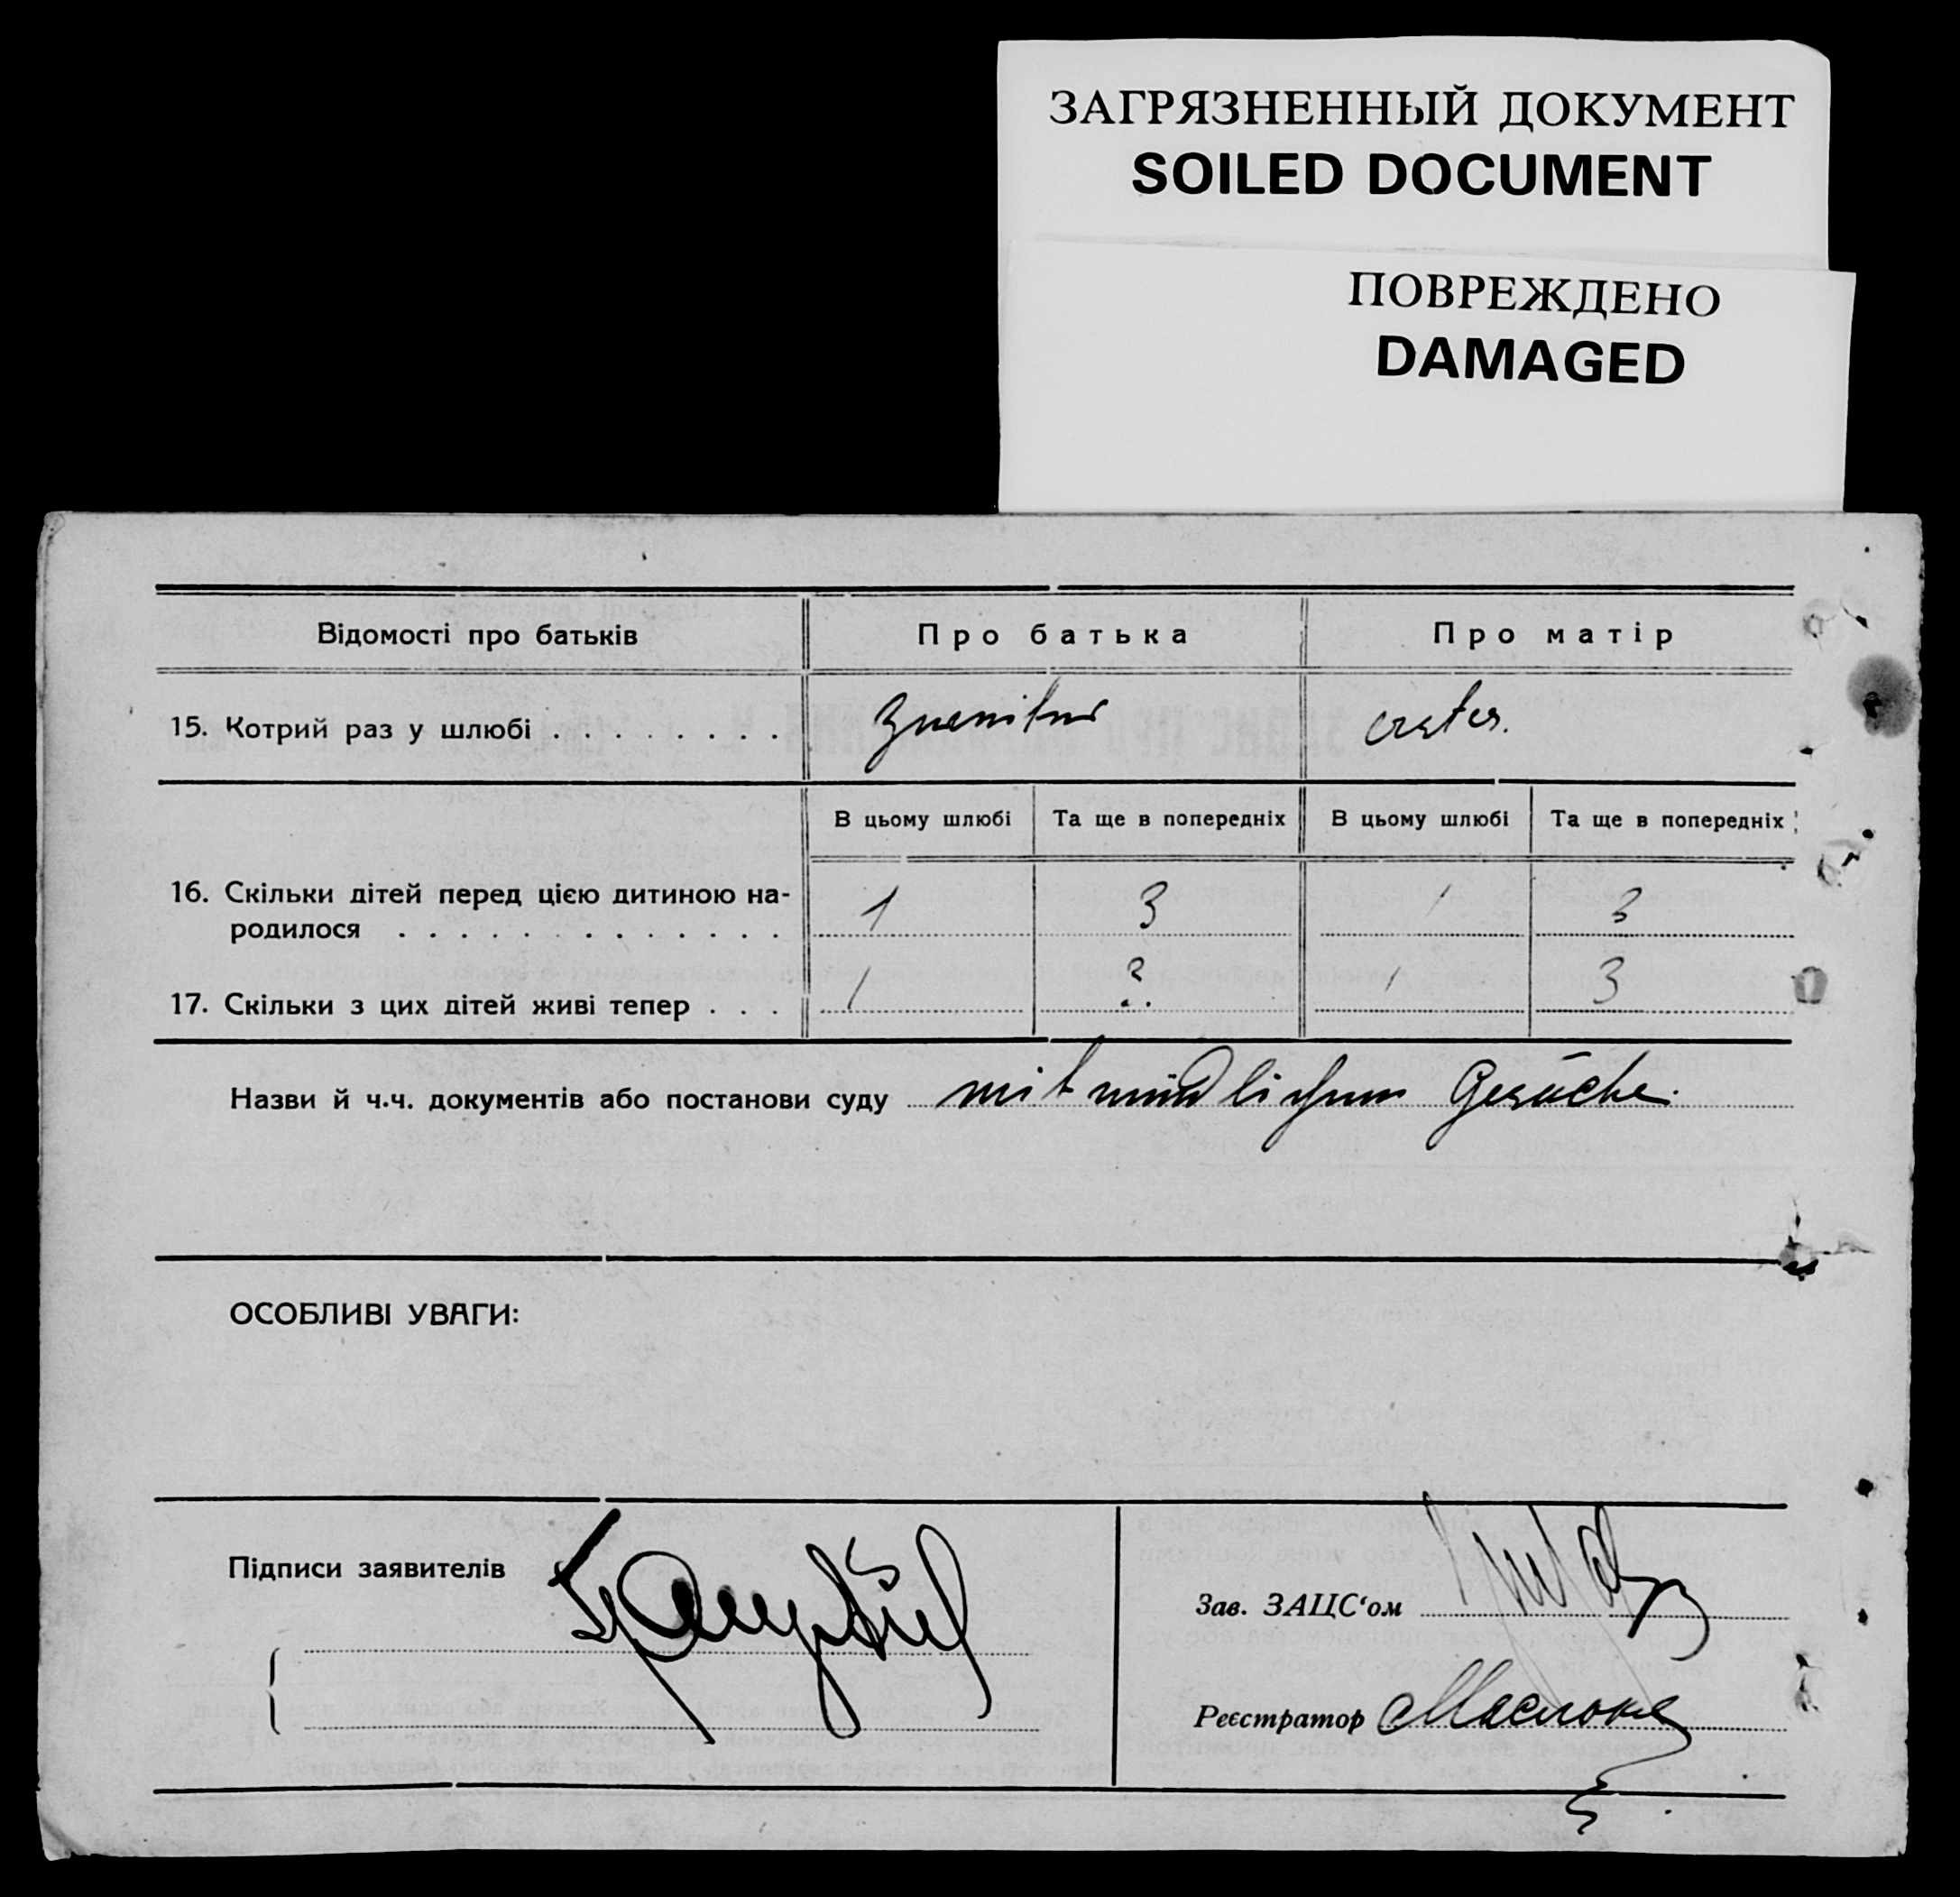 ЗАГРЯЗНЕННЫЙ ДОКУМЕНТ
SOILED DOCUMENT
ПОВРЕЖДЕНО
DAMAGED
Відомості про батьків Про батька Про матір
15. Котрий раз у шлюбі . . . . . . . . erster.
В цьому шлюбі Та ще в попередніх В цьому шлюбі Та ще в попередніх
16. Скільки дітей перед цією дитиною на-
родилося . . . . . . . . . . . . . 1 3 1 3
17. Скільки з цих дітей живі тепер . . . 1 1 3
Назви й ч.ч. документів або постанови суду mit mündlichem Gesuche.
ОСОБЛИВІ УВАГИ:
Підписи заявителів
Зав. ЗАЦС‘ом
Реєстратор